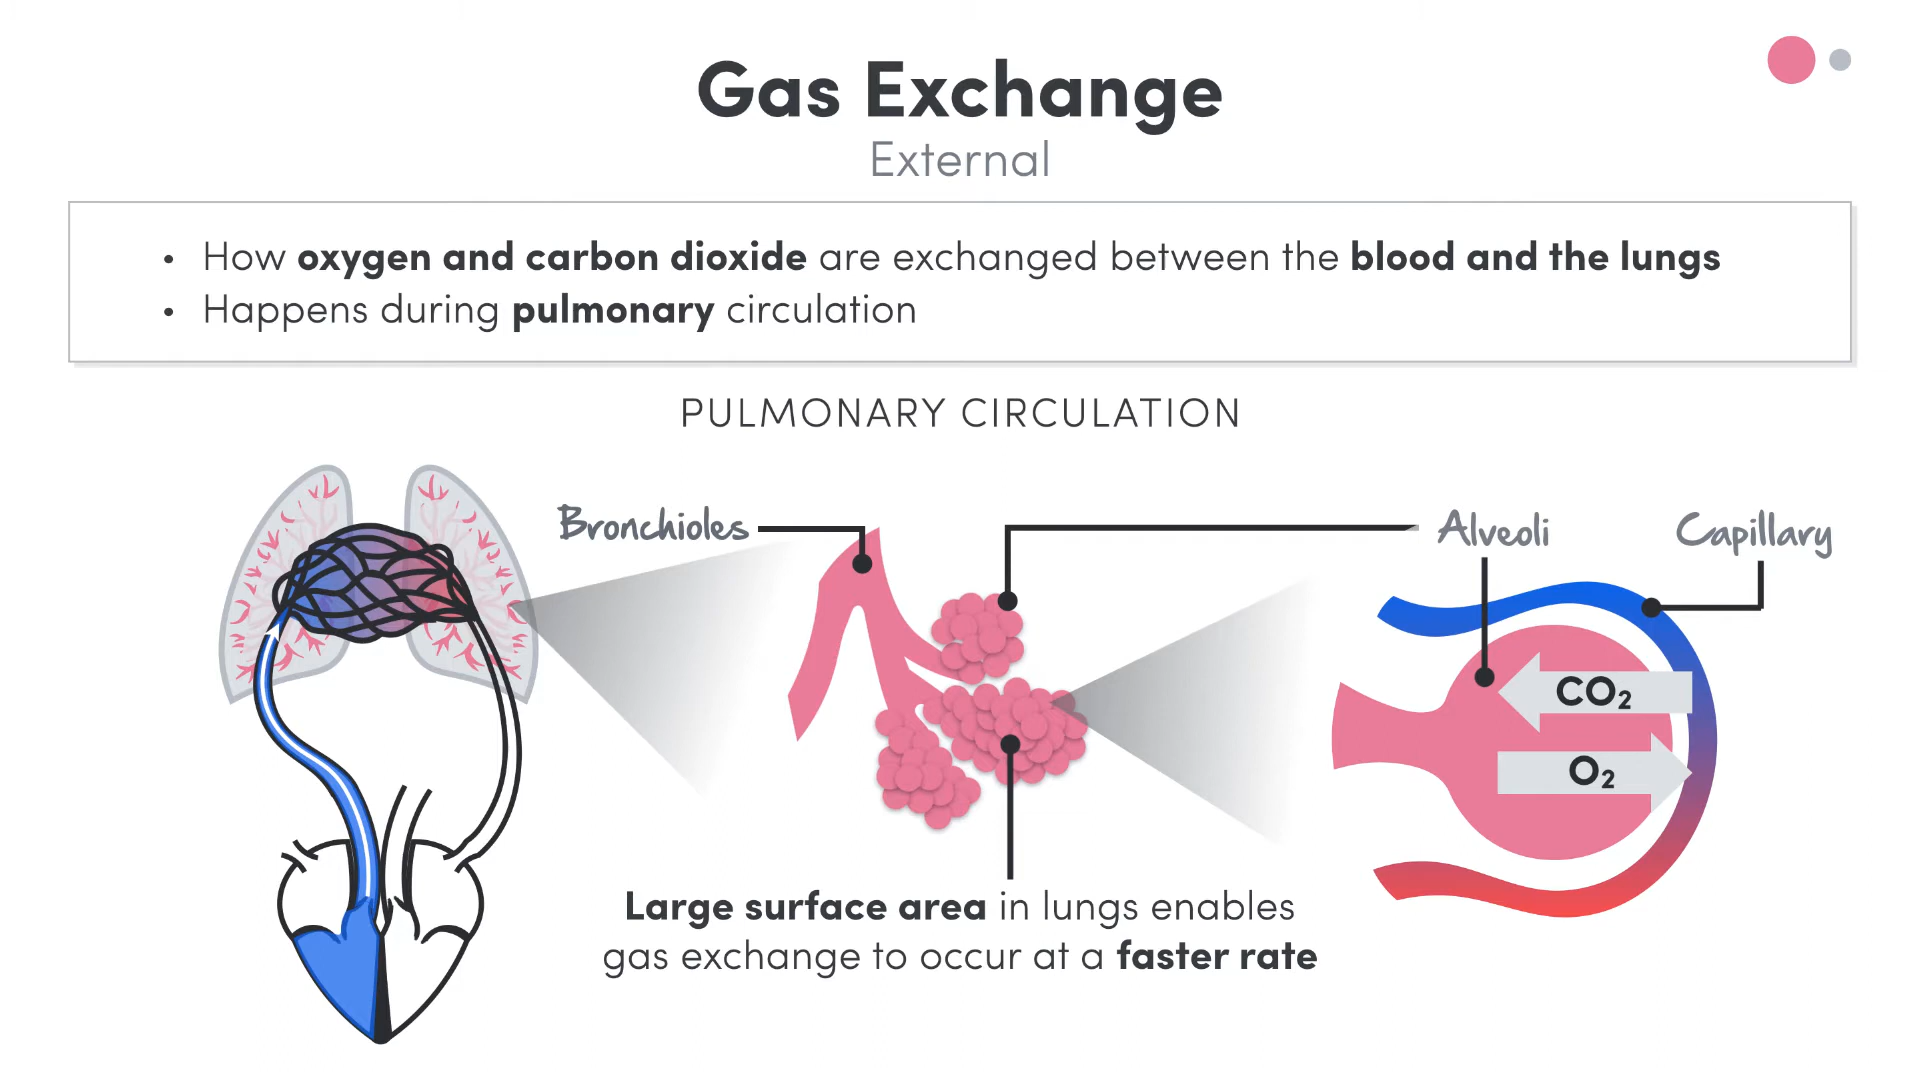 Gas Exchange
External
• How oxygen and carbon dioxide are exchanged between the blood and the lungs
• Happens during pulmonary circulation
PULMONARY CIRCULATION
Bronchioles
Alveoli
Capillary
CO₂
O₂
Large surface area in lungs enables
gas exchange to occur at a faster rate